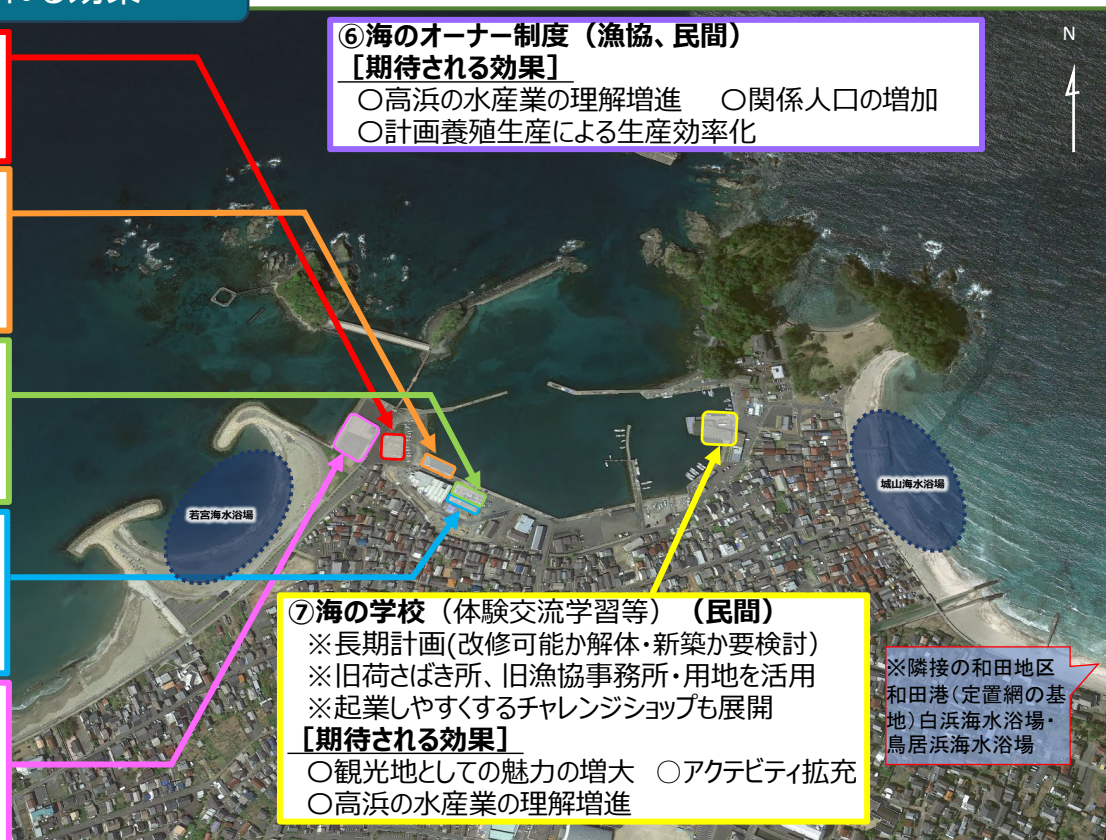 ⑥海のオーナー制度（漁協、民間）
［期待される効果］
〇高浜の水産業の理解増進　〇関係人口の増加
〇計画養殖生産による生産効率化
N
若宮海水浴場
城山海水浴場
⑦海の学校（体験交流学習等）（民間）
※長期計画(改修可能か解体・新築か要検討）
※旧荷さばき所、旧漁協事務所・用地を活用
※起業しやすくするチャレンジショップも展開
［期待される効果］
〇観光地としての魅力の増大　〇アクテビティ拡充
〇高浜の水産業の理解増進
※隣接の和田地区
和田港（定置網の基
地）白浜海水浴場・
鳥居浜海水浴場